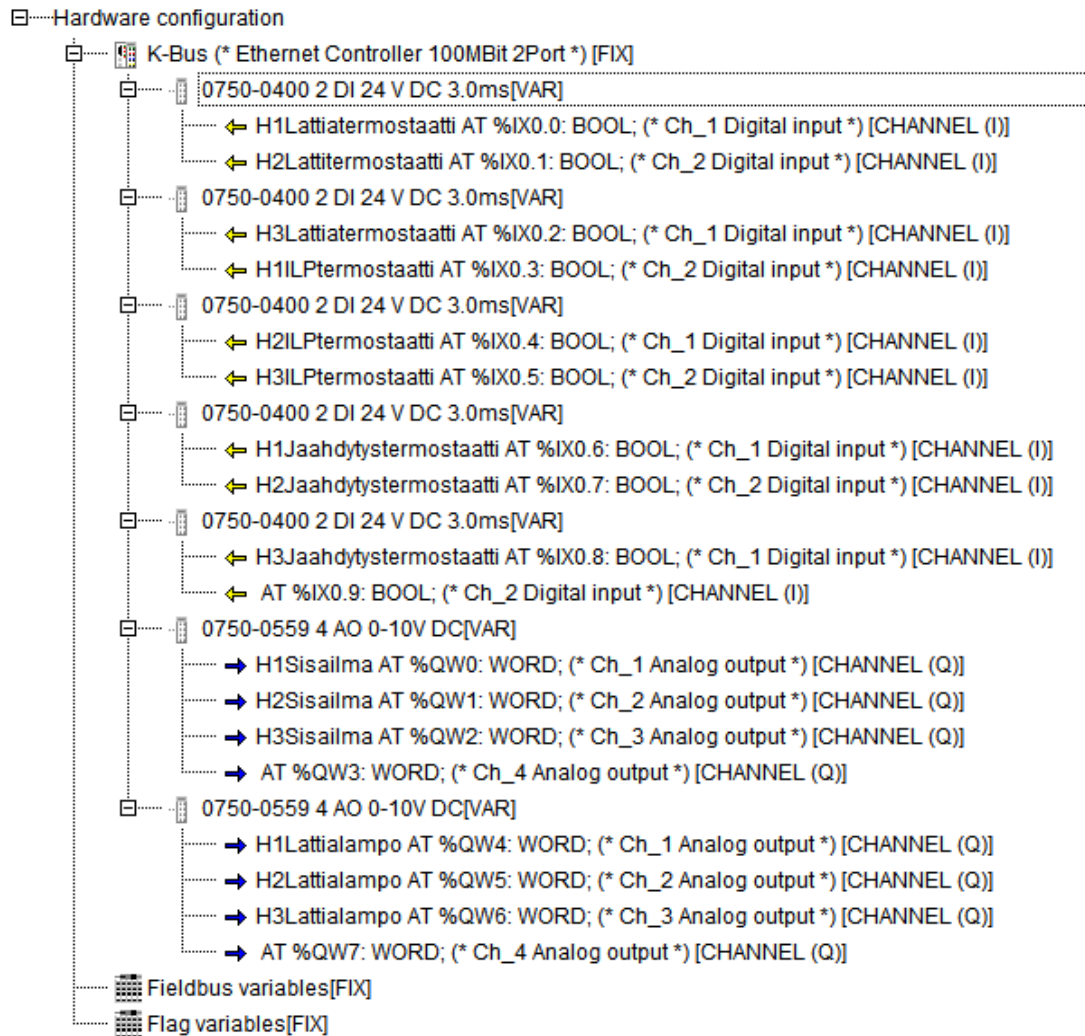 Hardware configuration
K-Bus (* Ethernet Controller 100MBit 2Port *) [FIX]
0750-0400 2 DI 24 V DC 3.0ms[VAR]
H1Lattiatermostaatti AT %IX0.0: BOOL; (* Ch_1 Digital input *) [CHANNEL (I)]
H2Lattitermostaatti AT %IX0.1: BOOL; (* Ch_2 Digital input *) [CHANNEL (I)]
0750-0400 2 DI 24 V DC 3.0ms[VAR]
H3Lattiatermostaatti AT %IX0.2: BOOL; (* Ch_1 Digital input *) [CHANNEL (I)]
H1ILPtermostaatti AT %IX0.3: BOOL; (* Ch_2 Digital input *) [CHANNEL (I)]
0750-0400 2 DI 24 V DC 3.0ms[VAR]
H2ILPtermostaatti AT %IX0.4: BOOL; (* Ch_1 Digital input *) [CHANNEL (I)]
H3ILPtermostaatti AT %IX0.5: BOOL; (* Ch_2 Digital input *) [CHANNEL (I)]
0750-0400 2 DI 24 V DC 3.0ms[VAR]
H1Jaahdytystermostaatti AT %IX0.6: BOOL; (* Ch_1 Digital input *) [CHANNEL (I)]
H2Jaahdytystermostaatti AT %IX0.7: BOOL; (* Ch_2 Digital input *) [CHANNEL (I)]
0750-0400 2 DI 24 V DC 3.0ms[VAR]
H3Jaahdytystermostaatti AT %IX0.8: BOOL; (* Ch_1 Digital input *) [CHANNEL (I)]
AT %IX0.9: BOOL; (* Ch_2 Digital input *) [CHANNEL (I)]
0750-0559 4 AO 0-10V DC[VAR]
H1Sisailma AT %QW0: WORD; (* Ch_1 Analog output *) [CHANNEL (Q)]
H2Sisailma AT %QW1: WORD; (* Ch_2 Analog output *) [CHANNEL (Q)]
H3Sisailma AT %QW2: WORD; (* Ch_3 Analog output *) [CHANNEL (Q)]
AT %QW3: WORD; (* Ch_4 Analog output *) [CHANNEL (Q)]
0750-0559 4 AO 0-10V DC[VAR]
H1Lattialampo AT %QW4: WORD; (* Ch_1 Analog output *) [CHANNEL (Q)]
H2Lattialampo AT %QW5: WORD; (* Ch_2 Analog output *) [CHANNEL (Q)]
H3Lattialampo AT %QW6: WORD; (* Ch_3 Analog output *) [CHANNEL (Q)]
AT %QW7: WORD; (* Ch_4 Analog output *) [CHANNEL (Q)]
Fieldbus variables[FIX]
Flag variables[FIX]